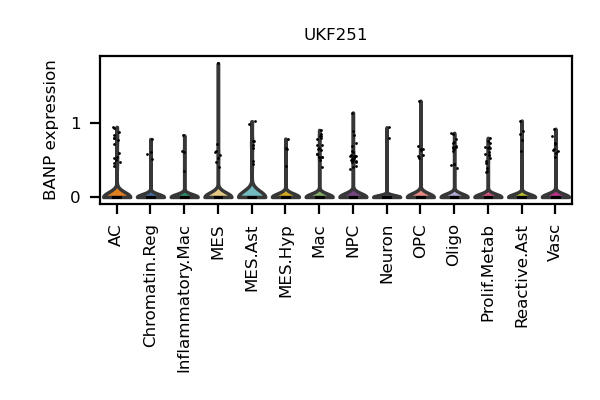 UKF251
BANP expression
1
0
AC
Chromatin.Reg
Inflammatory.Mac
MES
MES.Ast
MES.Hyp
Mac
NPC
Neuron
OPC
Oligo
Prolif.Metab
Reactive.Ast
Vasc